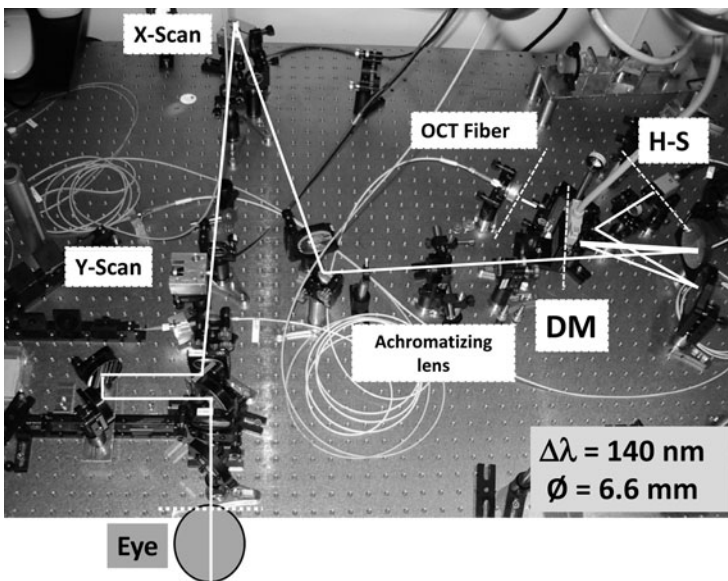 X-Scan
OCT Fiber
H-S
Y-Scan
DM
Achromatizing
lens
Δλ = 140 nm
Ø = 6.6 mm
Eye